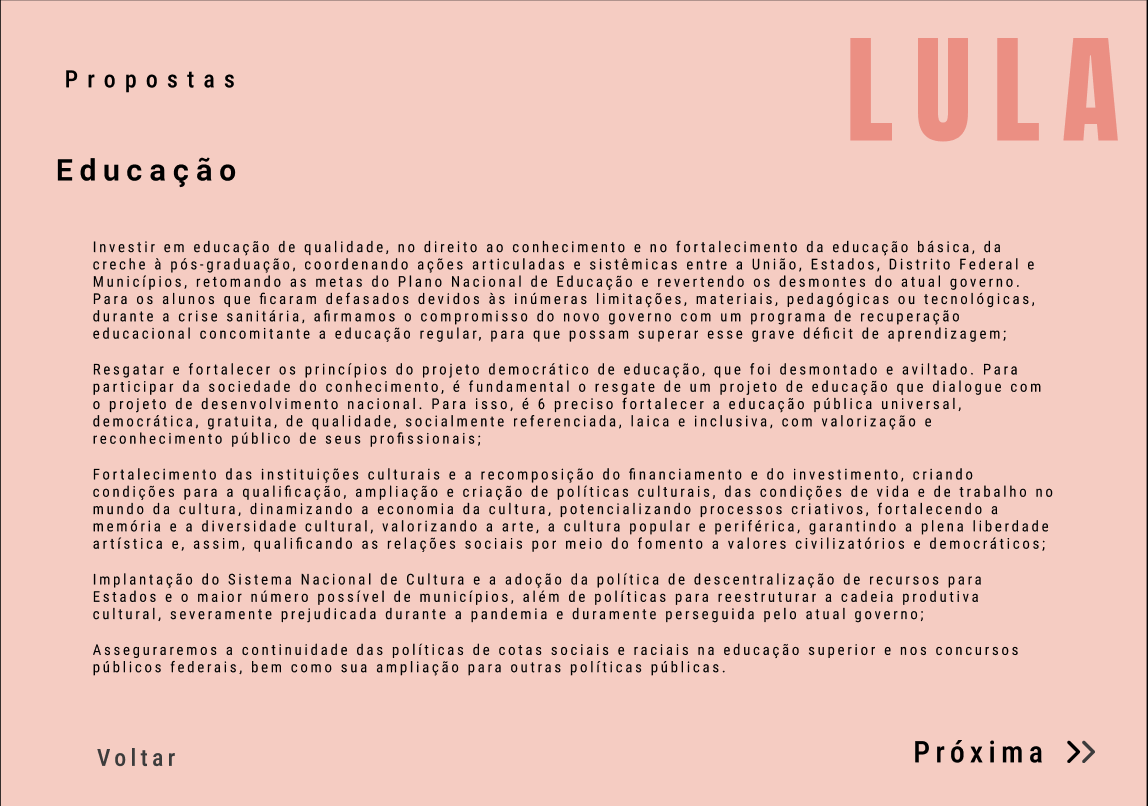 LULA
Propostas
Educação
Investir em educação de qualidade, no direito ao conhecimento e no fortalecimento da educação básica, da
creche à pós-graduação, coordenando ações articuladas e sistêmicas entre a União, Estados, Distrito Federal e
Municípios, retomando as metas do Plano Nacional de Educação e revertendo os desmontes do atual governo.
Para os alunos que ficaram defasados devidos às inúmeras limitações, materiais, pedagógicas ou tecnológicas,
durante a crise sanitária, afirmamos o compromisso do novo governo com um programa de recuperação
educacional concomitante a educação regular, para que possam superar esse grave déficit de aprendizagem;
Resgatar e fortalecer os princípios do projeto democrático de educação, que foi desmontado e aviltado. Para
participar da sociedade do conhecimento, é fundamental o resgate de um projeto de educação que dialogue com
o projeto de desenvolvimento nacional. Para isso, é 6 preciso fortalecer a educação pública universal,
democrática, gratuita, de qualidade, socialmente referenciada, laica e inclusiva, com valorização e
reconhecimento público de seus profissionais;
Fortalecimento das instituições culturais e a recomposição do financiamento e do investimento, criando
condições para a qualificação, ampliação e criação de políticas culturais, das condições de vida e de trabalho no
mundo da cultura, dinamizando a economia da cultura, potencializando processos criativos, fortalecendo a
memória e a diversidade cultural, valorizando a arte, a cultura popular e periférica, garantindo a plena liberdade
artística e, assim, qualificando as relações sociais por meio do fomento a valores civilizatórios e democráticos;
Implantação do Sistema Nacional de Cultura e a adoção da política de descentralização de recursos para
Estados e o maior número possível de municípios, além de políticas para reestruturar a cadeia produtiva
cultural, severamente prejudicada durante a pandemia e duramente perseguida pelo atual governo;
Asseguraremos a continuidade das políticas de cotas sociais e raciais na educação superior e nos concursos
públicos federais, bem como sua ampliação para outras políticas públicas.
Voltar
Próxima